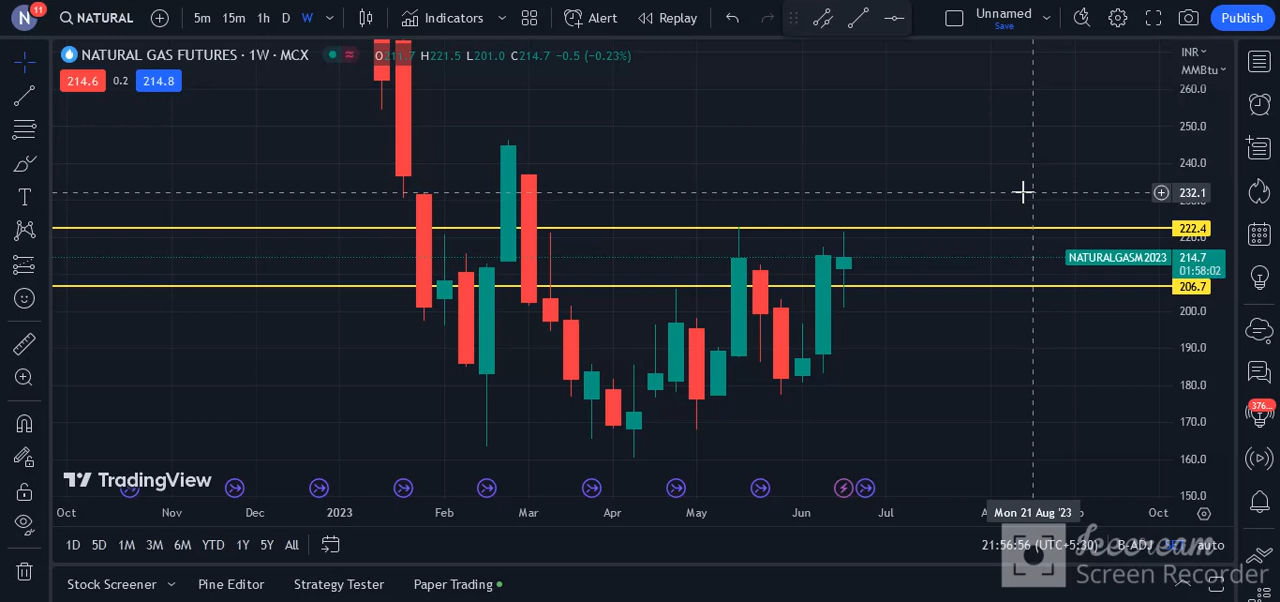 N 11 NATURAL 5m 15m 1h D W Indicators Alert Replay Unnamed Save Publish
NATURAL GAS FUTURES · 1W · MCX H221.5 L201.0 C214.7 −0.5 (−0.23%) INR
MMBtu
214.6 0.2 214.8
260.0
250.0
240.0
232.1
222.4
220.0
NATURALGASM2023 214.7
01:58:02
206.7
200.0
190.0
180.0
376...
170.0
160.0
TradingView
150.0
Oct Nov Dec 2023 Feb Mar Apr May Jun Jul Mon 21 Aug '23 Oct
1D 5D 1M 3M 6M YTD 1Y 5Y All 21:56:56 (UTC+5:30) B-ADJ SET auto
Icecream
Screen Recorder
Stock Screener Pine Editor Strategy Tester Paper Trading